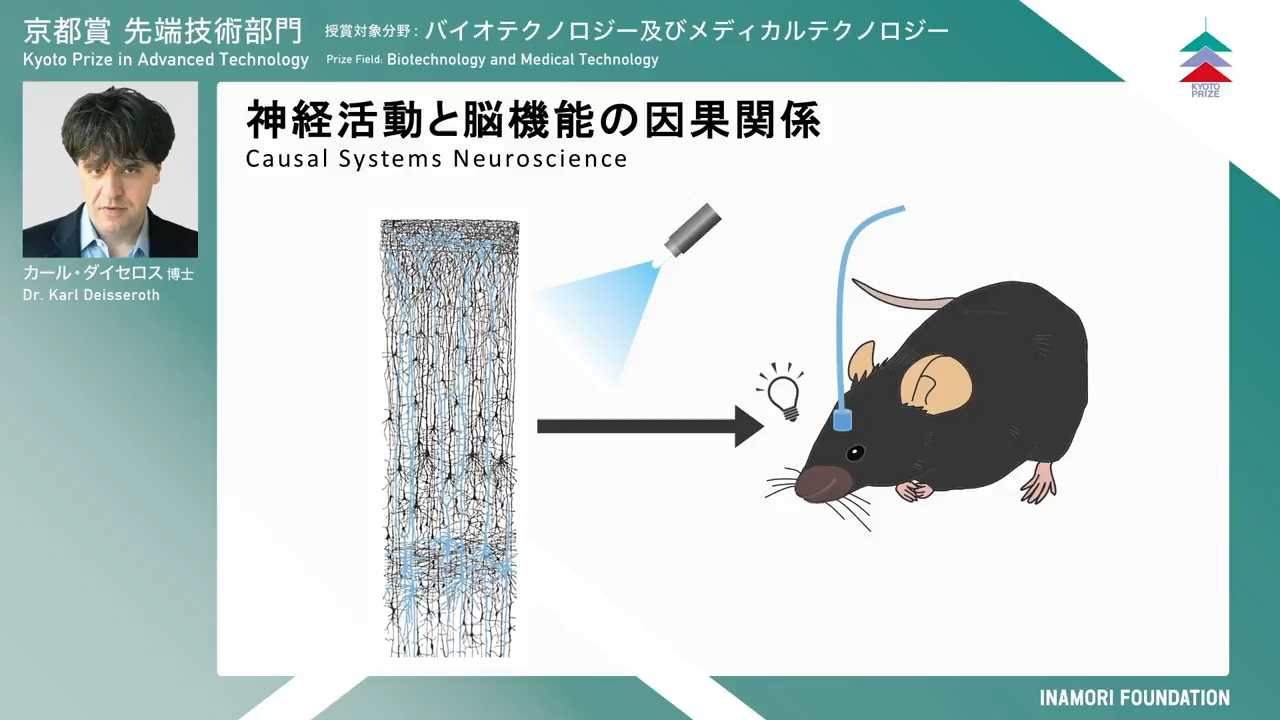 京都賞 先端技術部門 授賞対象分野: バイオテクノロジー及びメディカルテクノロジー
Kyoto Prize in Advanced Technology Prize Field: Biotechnology and Medical Technology
KYOTO
PRIZE
神経活動と脳機能の因果関係
Causal Systems Neuroscience
カール・ダイセロス 博士
Dr. Karl Deisseroth
INAMORI FOUNDATION